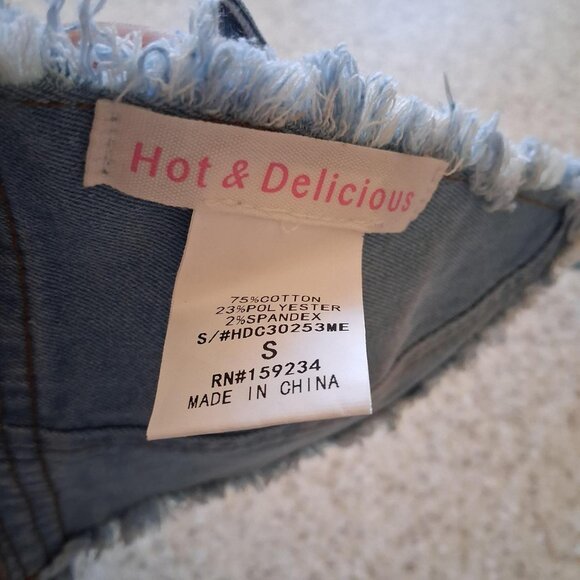 Hot & Delicious
75%COTTON
23%POLYESTER
2%SPANDEX
S/#HDC30253ME
S
RN#159234
MADE IN CHINA